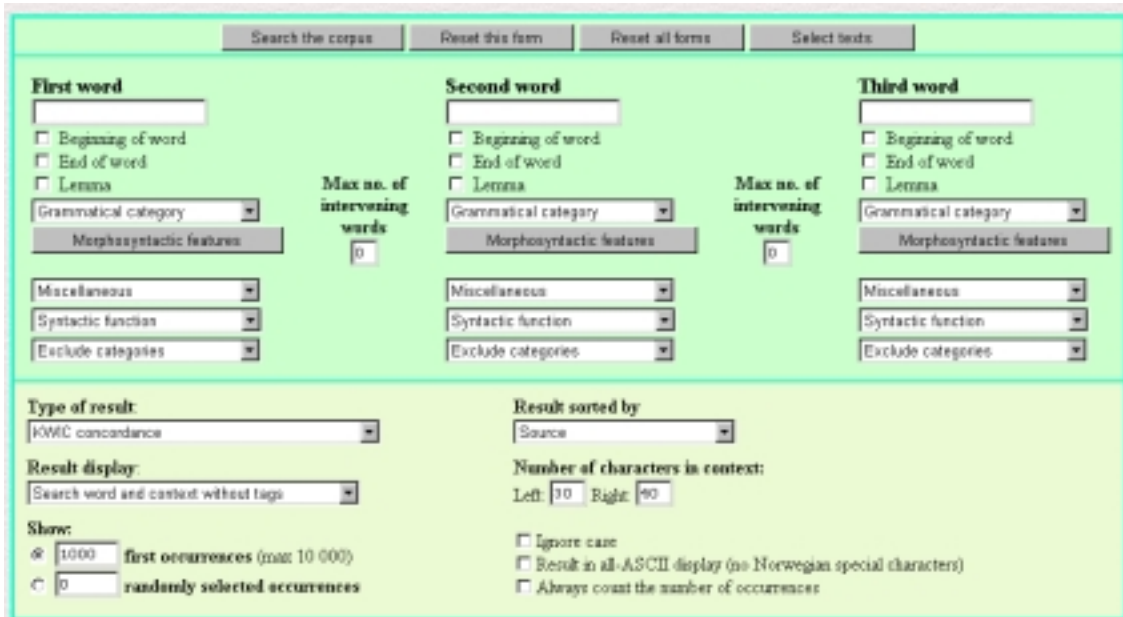 Search the corpus Reset this form Reset all forms Select texts
First word Second word Third word
Beginning of word Beginning of word Beginning of word
End of word End of word End of word
Lemma Max no. of Lemma Max no. of Lemma
Grammatical category intervening Grammatical category intervening Grammatical category
words words
Morphosyntactic features 0 Morphosyntactic features 0 Morphosyntactic features
Miscellaneous Miscellaneous Miscellaneous
Syntactic function Syntactic function Syntactic function
Exclude categories Exclude categories Exclude categories
Type of result: Result sorted by
KWIC concordance Source
Result display: Number of characters in context:
Search word and context without tags Left: 30 Right: 40
Show:
1000 first occurrences (max 10 000) Ignore case
Result in all-ASCII display (no Norwegian special characters)
0 randomly selected occurrences Always count the number of occurrences